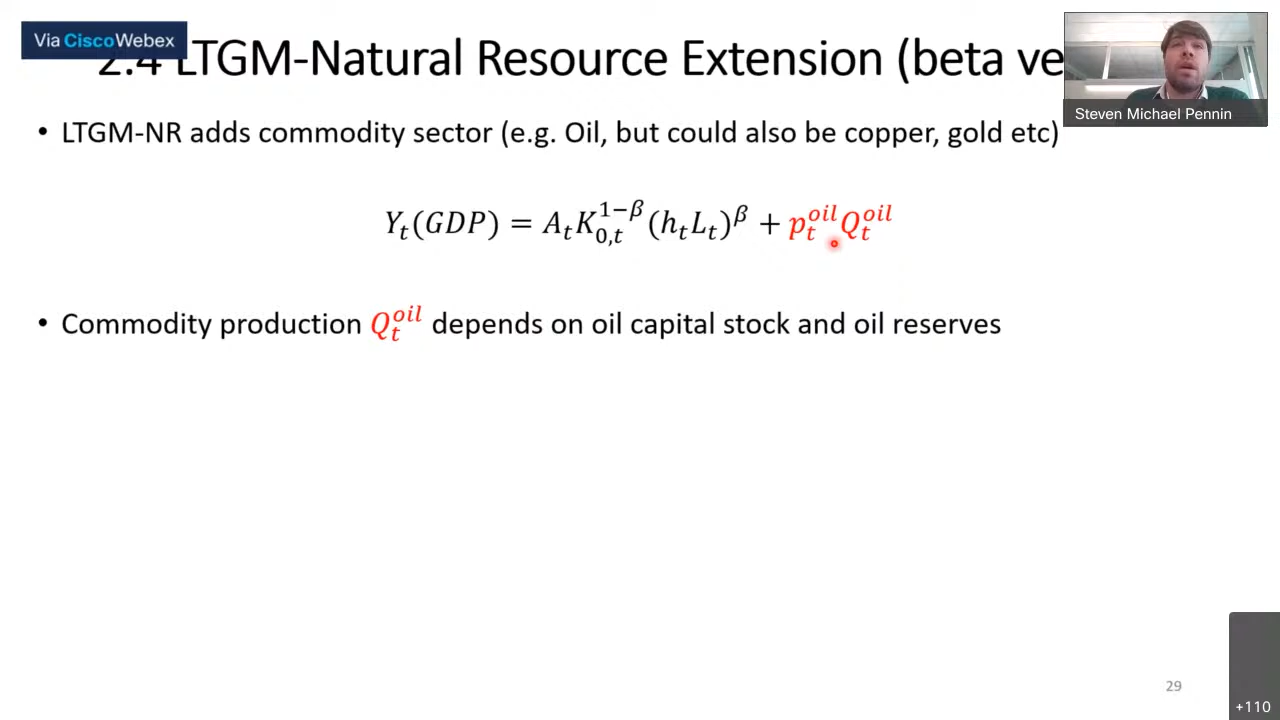 Via Cisco Webex
2.4 LTGM-Natural Resource Extension (beta ve
Steven Michael Pennin
• LTGM-NR adds commodity sector (e.g. Oil, but could also be copper, gold etc)
Y_t(GDP) = A_t K_{0,t}^{1−β} (h_t L_t)^β + p_t^{oil} Q_t^{oil}
• Commodity production Q_t^{oil} depends on oil capital stock and oil reserves
29
+110